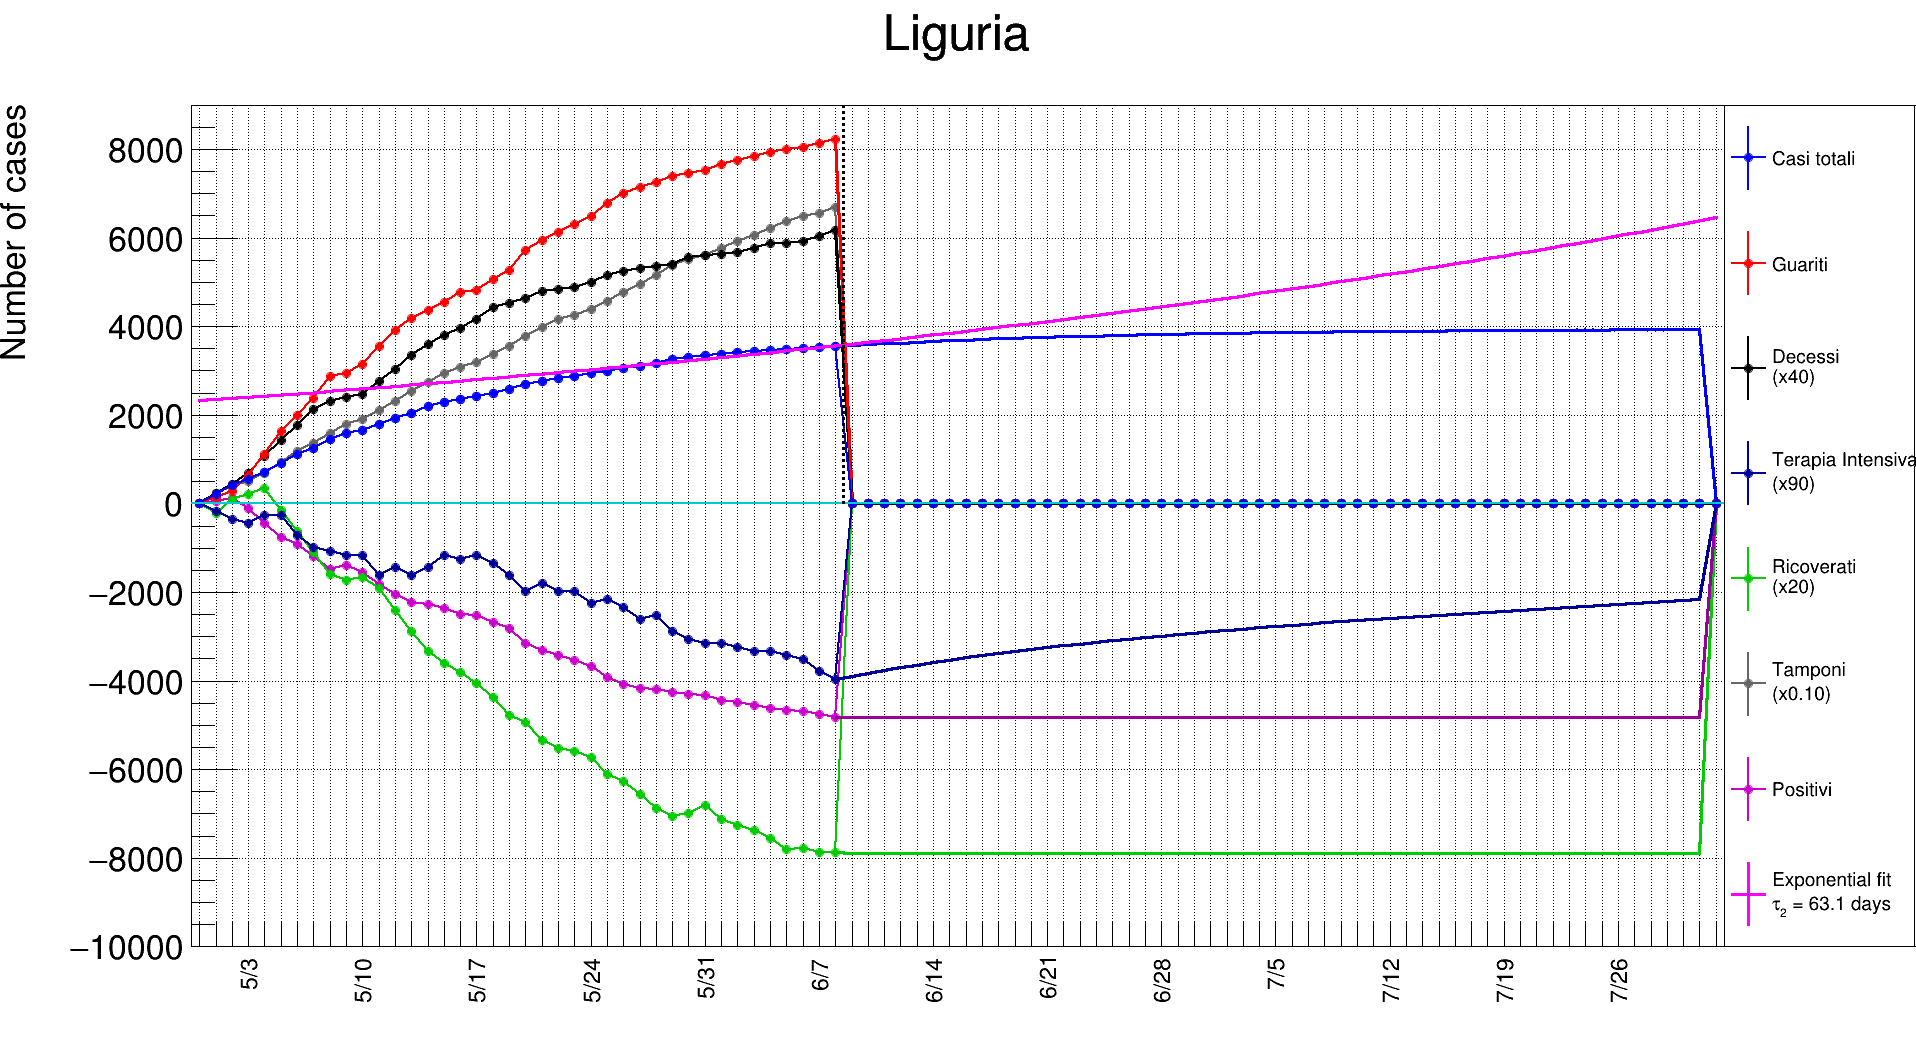 Liguria
Number of cases
8000
6000
4000
2000
0
−2000
−4000
−6000
−8000
−10000
5/3
5/10
5/17
5/24
5/31
6/7
6/14
6/21
6/28
7/5
7/12
7/19
7/26
Casi totali
Guariti
Decessi
(x40)
Terapia Intensiva
(x90)
Ricoverati
(x20)
Tamponi
(x0.10)
Positivi
Exponential fit
τ2 = 63.1 days